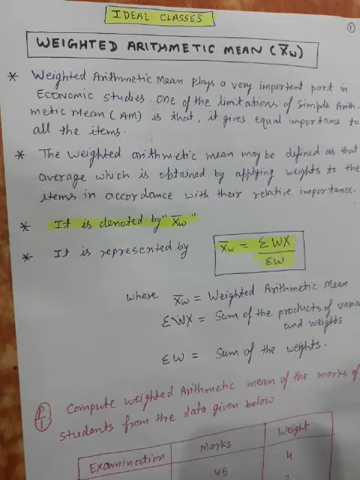 IDEAL CLASSES
1
WEIGHTED ARITHMETIC MEAN (X̄w)
* Weighted Arithmetic Mean plays a very important part in
Economic studies one of the limitations of Simple Arith-
metic Mean (AM) is that, it gives equal importance to
all the items.
* The weighted arithmetic mean may be defined as that
average which is obtained by applying weights to the
items in accordance with their relative importance.
* It is denoted by "X̄w"
* It is represented by X̄w = ΣWX / ΣW
where X̄w = Weighted Arithmetic Mean
ΣWX = Sum of the products of varia
and weights
ΣW = Sum of the weights.
P/1 Compute weighted Arithmetic mean of the marks of
students from the data given below
Examination Marks Weight
45 4